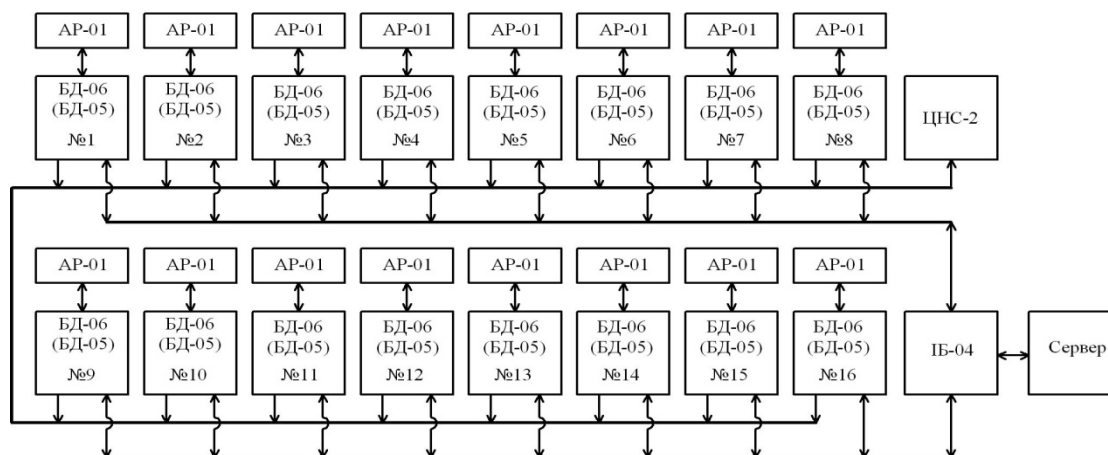 АР-01 АР-01 АР-01 АР-01 АР-01 АР-01 АР-01 АР-01
БД-06 БД-06 БД-06 БД-06 БД-06 БД-06 БД-06 БД-06
(БД-05) (БД-05) (БД-05) (БД-05) (БД-05) (БД-05) (БД-05) (БД-05)
ЦНС-2
№1 №2 №3 №4 №5 №6 №7 №8
АР-01 АР-01 АР-01 АР-01 АР-01 АР-01 АР-01 АР-01
БД-06 БД-06 БД-06 БД-06 БД-06 БД-06 БД-06 БД-06
(БД-05) (БД-05) (БД-05) (БД-05) (БД-05) (БД-05) (БД-05) (БД-05)
ІБ-04 Сервер
№9 №10 №11 №12 №13 №14 №15 №16